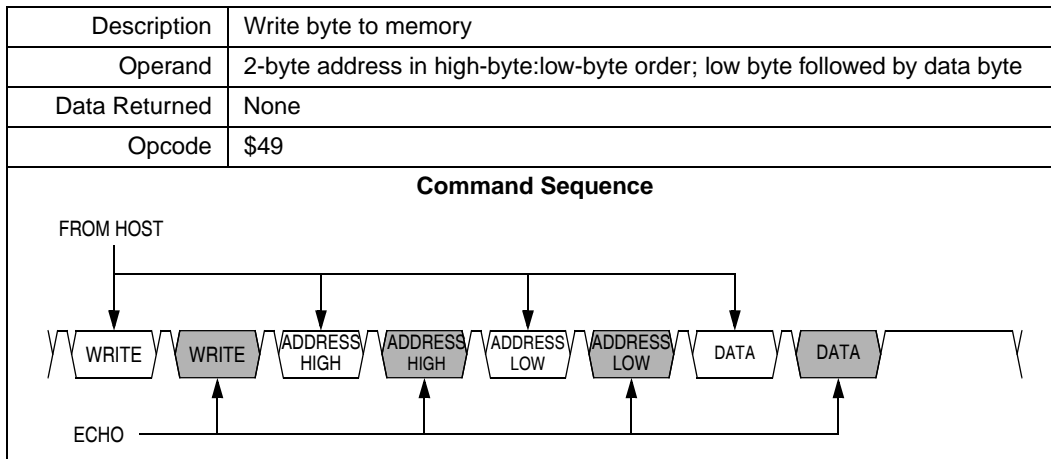 Description Write byte to memory
Operand 2-byte address in high-byte:low-byte order; low byte followed by data byte
Data Returned None
Opcode $49
Command Sequence
FROM HOST
WRITE WRITE ADDRESS HIGH ADDRESS HIGH ADDRESS LOW ADDRESS LOW DATA DATA
ECHO